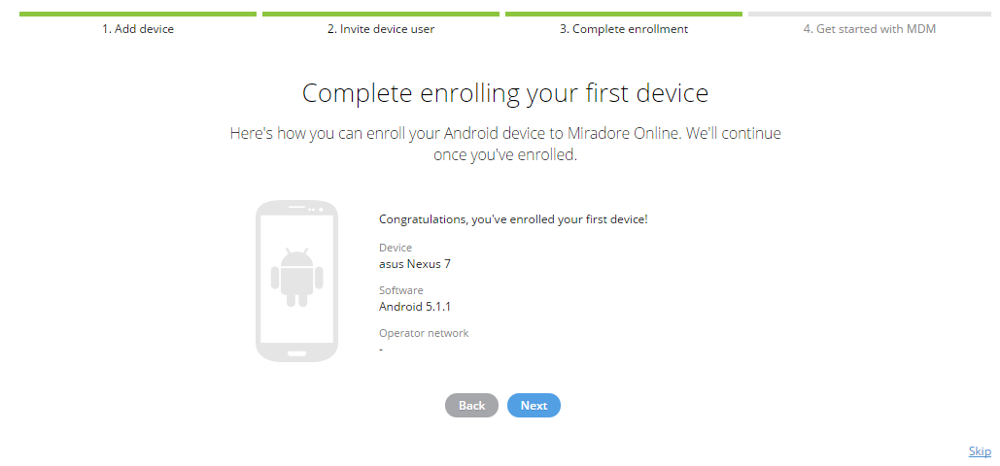 1. Add device
2. Invite device user
3. Complete enrollment
4. Get started with MDM
Complete enrolling your first device
Here's how you can enroll your Android device to Miradore Online. We'll continue
once you've enrolled.
Congratulations, you've enrolled your first device!
Device
asus Nexus 7
Software
Android 5.1.1
Operator network
-
Back
Next
Skip